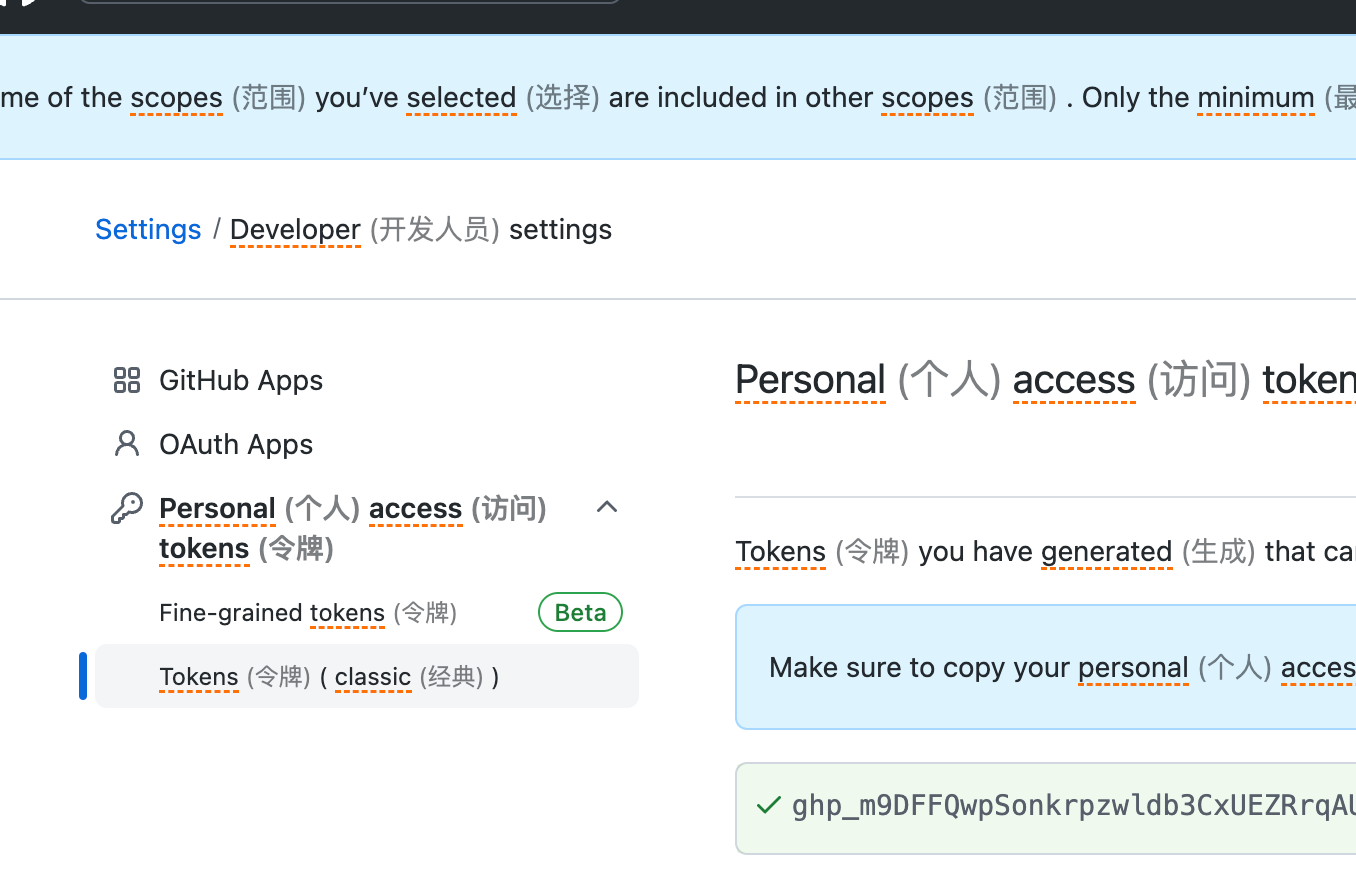 me of the scopes (范围) you’ve selected (选择) are included in other scopes (范围) . Only the minimum (最
Settings / Developer (开发人员) settings
GitHub Apps
OAuth Apps
Personal (个人) access (访问)
tokens (令牌)
Fine-grained tokens (令牌) Beta
Tokens (令牌) ( classic (经典) )
Personal (个人) access (访问) token
Tokens (令牌) you have generated (生成) that ca
Make sure to copy your personal (个人) acces
ghp_m9DFFQwpSonkrpzwldb3CxUEZRrqAU